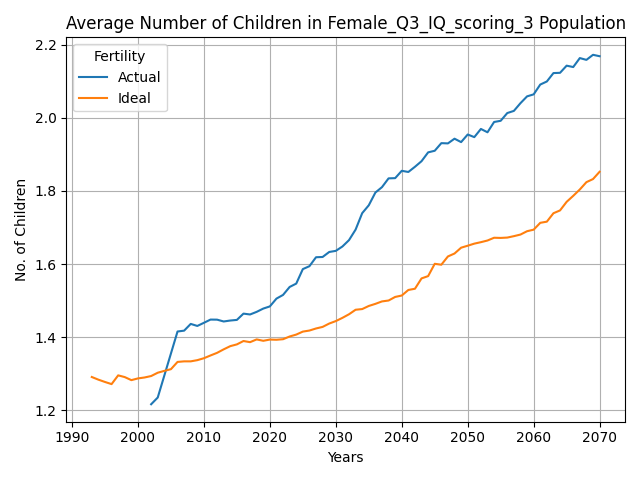 Average Number of Children in Female_Q3_IQ_scoring_3 Population
Fertility
Actual
Ideal
No. of Children
2.2
2.0
1.8
1.6
1.4
1.2
1990 2000 2010 2020 2030 2040 2050 2060 2070
Years